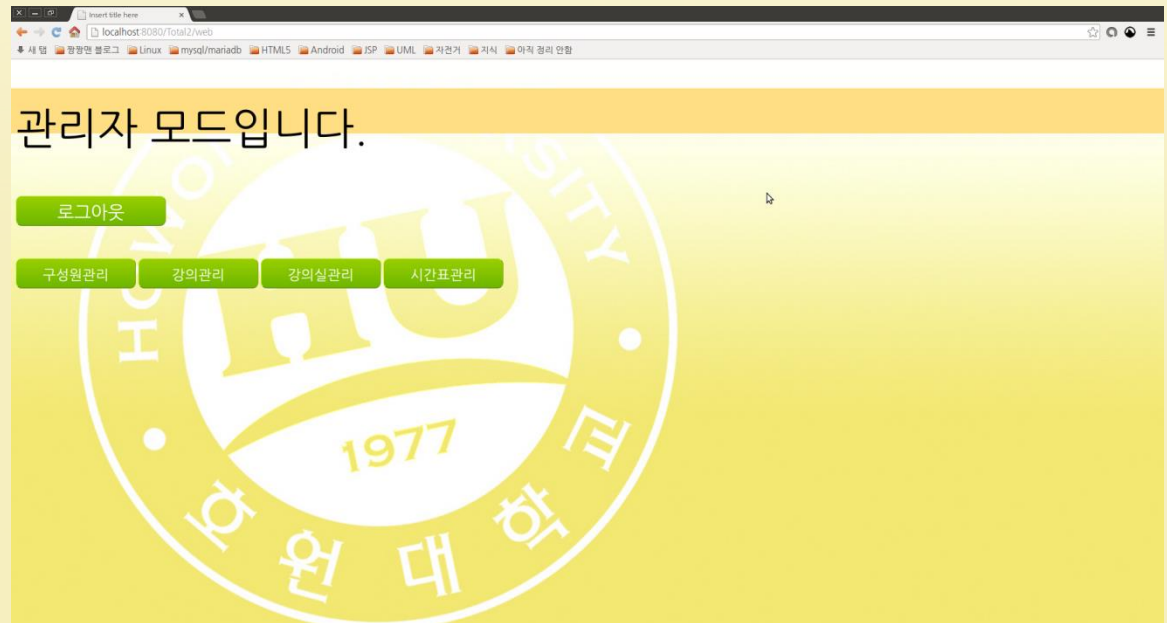 Insert title here
localhost:8080/Total2/web
새 탭 짱짱맨 블로그 Linux mysql/mariadb HTML5 Android JSP UML 자전거 지식 아직 정리 안함
관리자 모드입니다.
로그아웃
구성원관리 강의관리 강의실관리 시간표관리
HU
1977
호원대학교